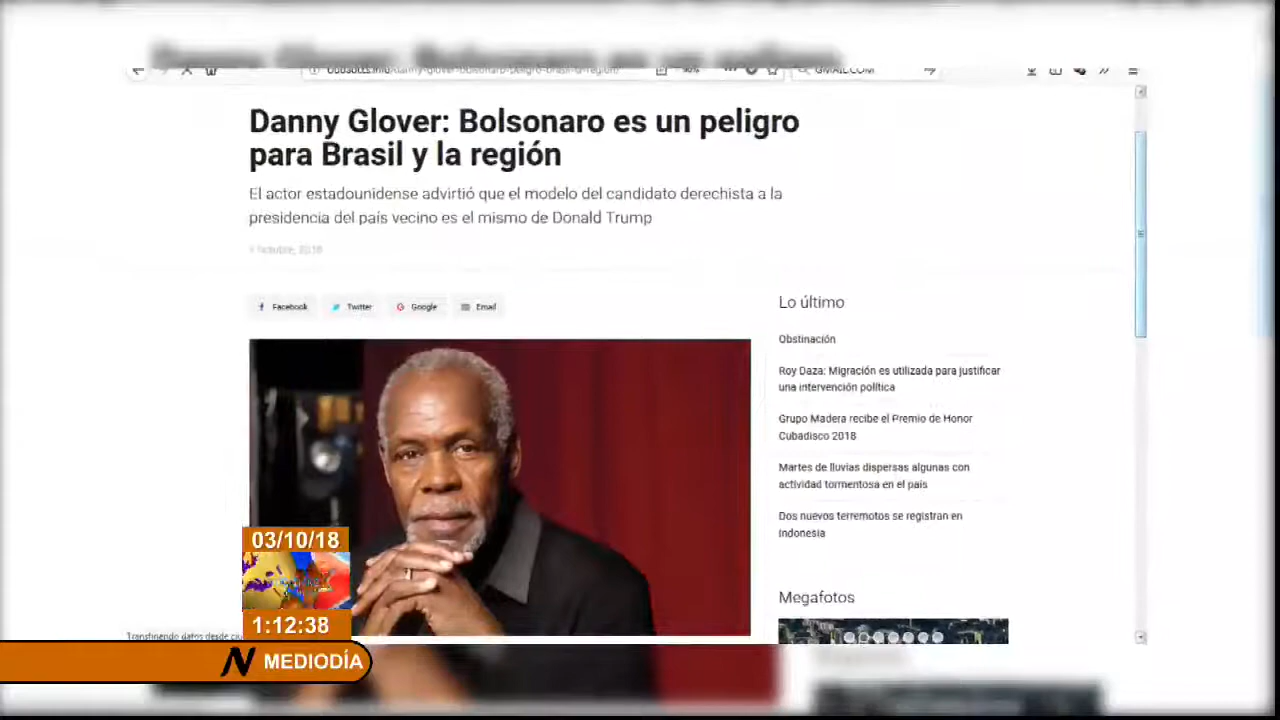 Danny Glover: Bolsonaro es un peligro
para Brasil y la región
El actor estadounidense advirtió que el modelo del candidato derechista a la
presidencia del país vecino es el mismo de Donald Trump
Facebook
Twitter
Google
Email
Lo último
Obstinación
Roy Daza: Migración es utilizada para justificar
una intervención política
Grupo Madera recibe el Premio de Honor
Cubadisco 2018
Martes de lluvias dispersas algunas con
actividad tormentosa en el país
Dos nuevos terremotos se registran en
Indonesia
Megafotos
03/10/18
1:12:38
N MEDIODÍA